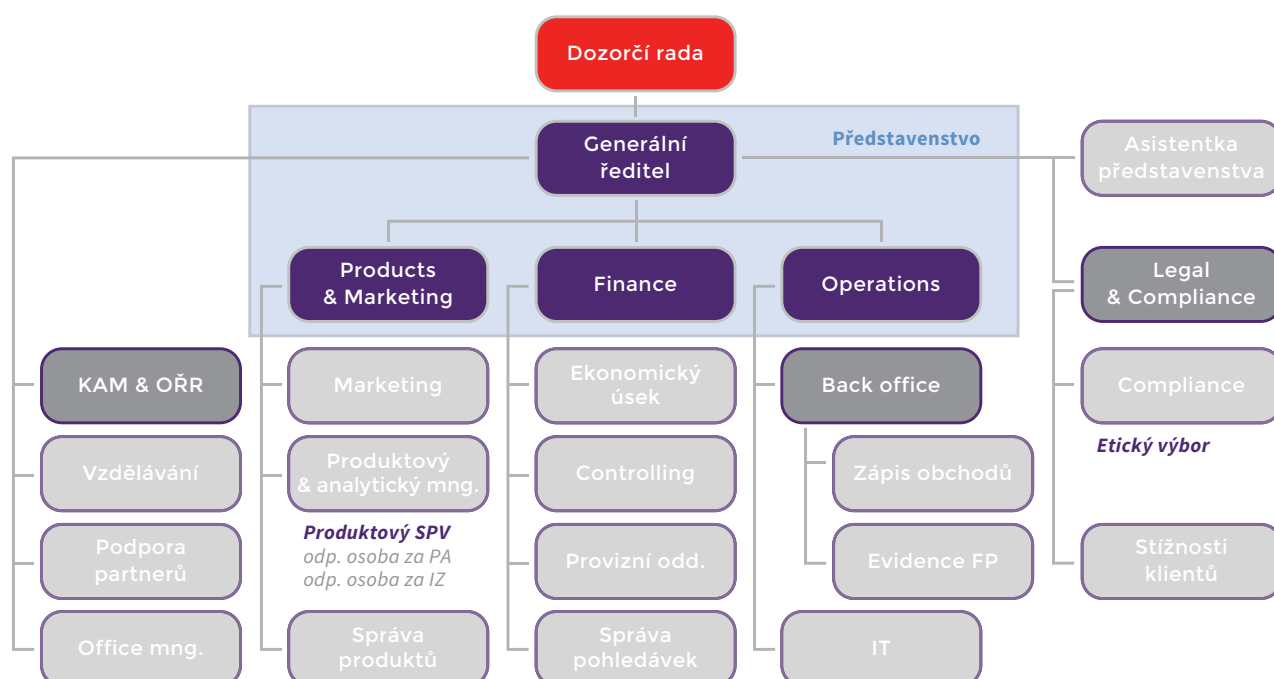 Dozorčí rada
Generální
ředitel
Představenstvo
Asistentka
představenstva
Products
& Marketing
Finance
Operations
Legal
& Compliance
KAM & OŘR
Marketing
Ekonomický
úsek
Back office
Compliance
Etický výbor
Vzdělávání
Produktový
& analytický mng.
Controlling
Zápis obchodů
Produktový SPV
odp. osoba za PA
odp. osoba za IZ
Podpora
partnerů
Provizní odd.
Evidence FP
Stížnosti
klientů
Office mng.
Správa
produktů
Správa
pohledávek
IT